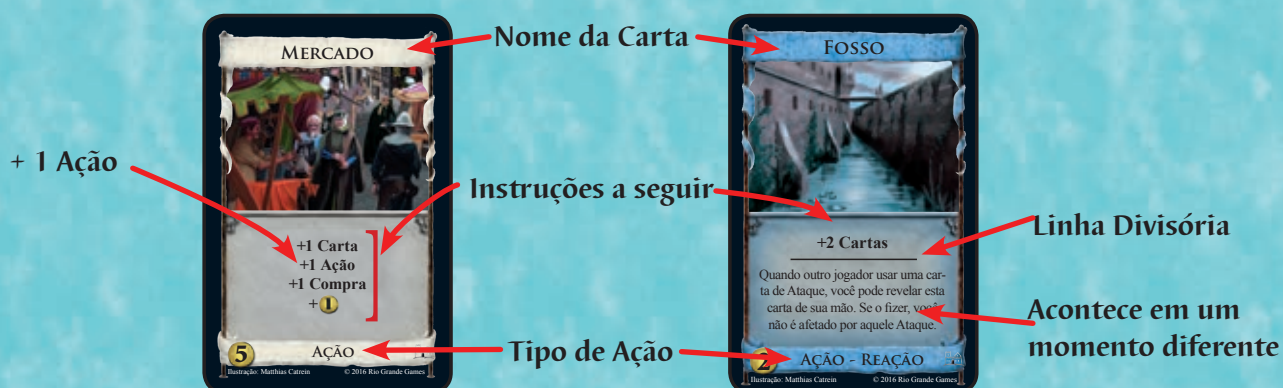 Nome da Carta
+ 1 Ação
Instruções a seguir
Tipo de Ação
Linha Divisória
Acontece em um
momento diferente
MERCADO
+1 Carta
+1 Ação
+1 Compra
+ 1
5
AÇÃO
Ilustração: Matthias Catrein © 2016 Rio Grande Games
FOSSO
+2 Cartas
Quando outro jogador usar uma car-
ta de Ataque, você pode revelar esta
carta de sua mão. Se o fizer, você
não é afetado por aquele Ataque.
2
AÇÃO - REAÇÃO
Ilustração: Matthias Catrein © 2016 Rio Grande Games